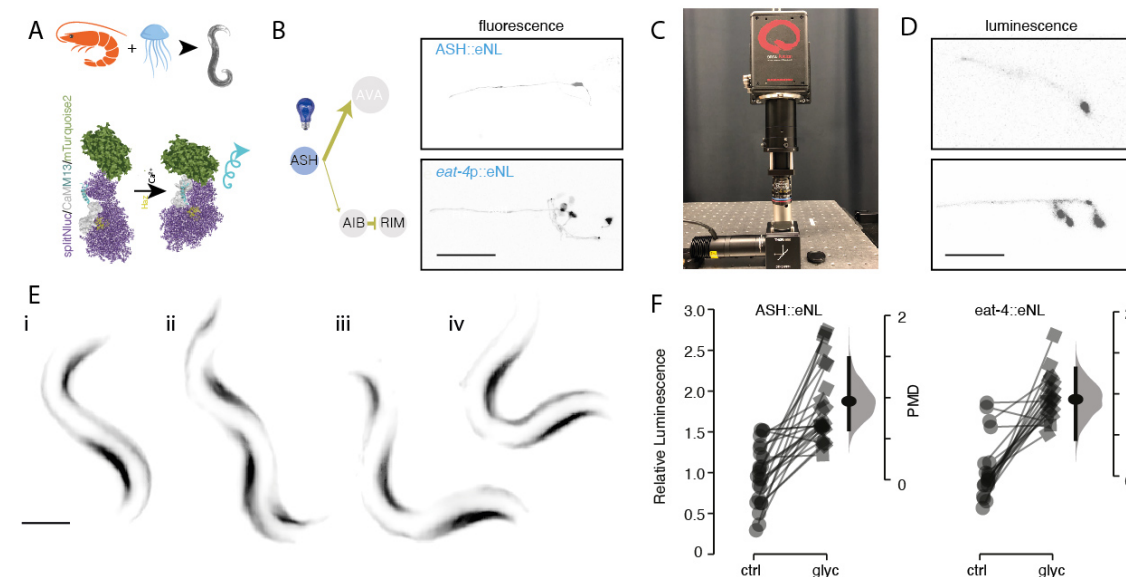 A
B
fluorescence
C
D
luminescence
ASH::eNL
AVA
ASH
AIB
RIM
eat-4p::eNL
splitNluc/CaM/M13/mTurquoise2
Ca²⁺
E
i
ii
iii
iv
F
ASH::eNL
eat-4::eNL
Relative Luminescence
3.0
2.5
2.0
1.5
1.0
0.5
0
ctrl
glyc
2
PMD
0
ctrl
glyc
2
0